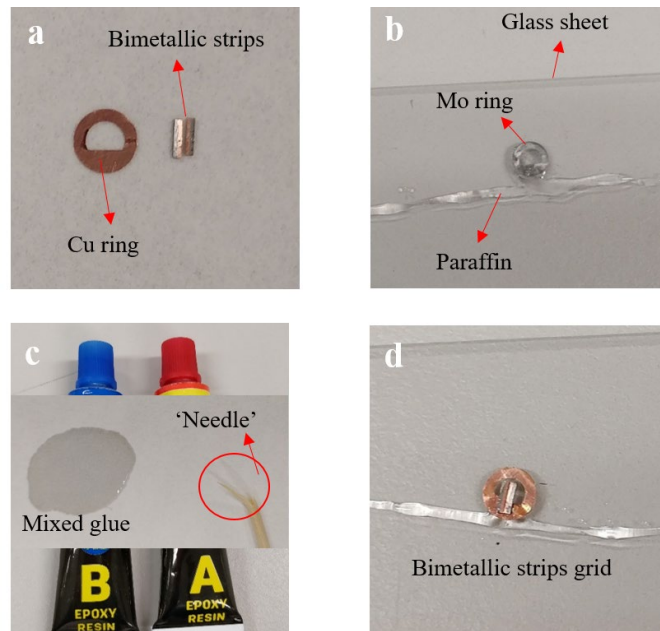 a
Bimetallic strips
Cu ring
b
Glass sheet
Mo ring
Paraffin
c
'Needle'
Mixed glue
B
EPOXY
RESIN
A
EPOXY
RESIN
d
Bimetallic strips grid